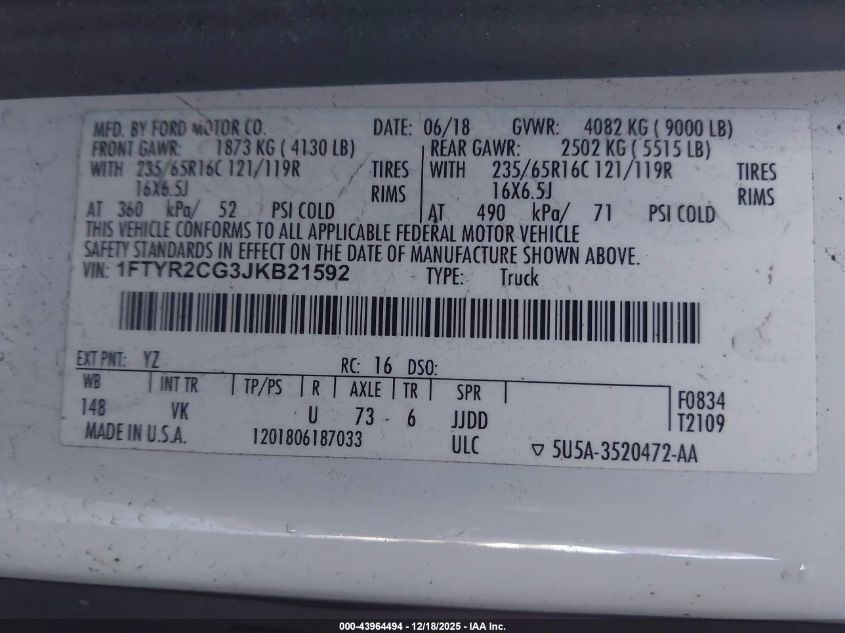 MFD. BY FORD MOTOR CO. DATE: 06/18 GVWR: 4082 KG ( 9000 LB)
FRONT GAWR: 1873 KG ( 4130 LB) REAR GAWR: 2502 KG ( 5515 LB)
WITH 235/65R16C 121/119R TIRES WITH 235/65R16C 121/119R TIRES
16X6.5J RIMS 16X6.5J RIMS
AT 360 kPa/ 52 PSI COLD AT 490 kPa/ 71 PSI COLD
THIS VEHICLE CONFORMS TO ALL APPLICABLE FEDERAL MOTOR VEHICLE
SAFETY STANDARDS IN EFFECT ON THE DATE OF MANUFACTURE SHOWN ABOVE.
VIN: 1FTYR2CG3JKB21592 TYPE: Truck
EXT PNT: YZ RC: 16 DSO:
WB INT TR TP/PS R AXLE TR SPR F0834
148 VK U 73 - 6 JJDD T2109
MADE IN U.S.A. 1201806187033 ULC ▽ 5U5A-3520472-AA
000-43964494 - 12/18/2025 - IAA Inc.